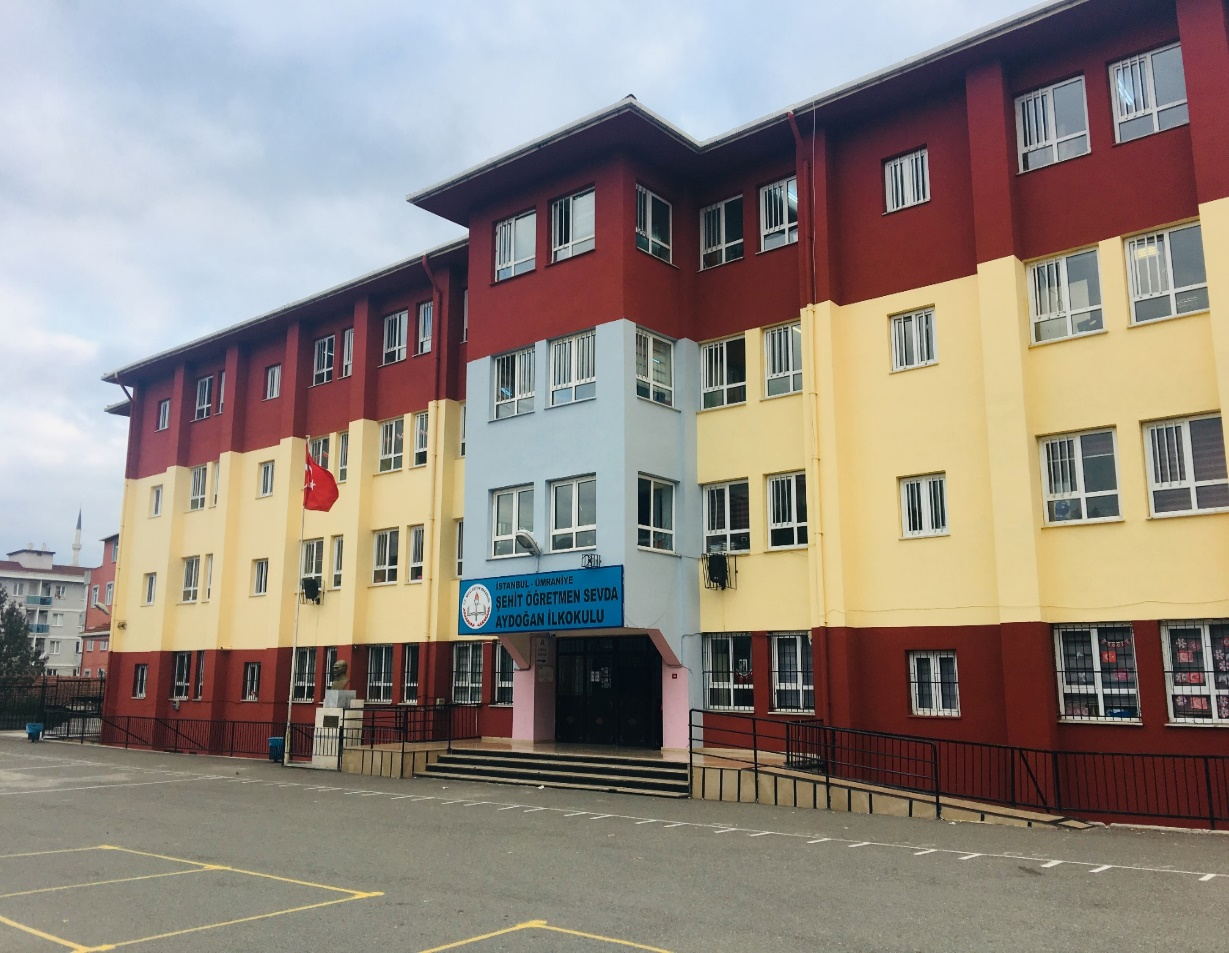 İSTANBUL - ÜMRANİYE
ŞEHİT ÖĞRETMEN SEVDA
AYDOĞAN İLKOKULU